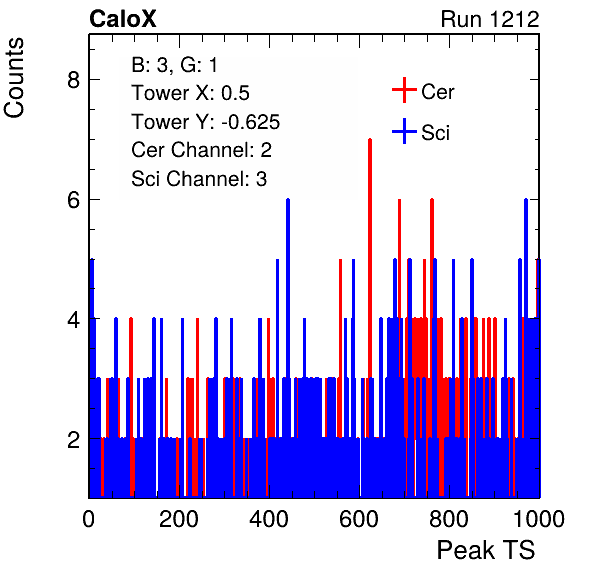 CaloX Run 1212
Counts
B: 3, G: 1
Tower X: 0.5
Tower Y: -0.625
Cer Channel: 2
Sci Channel: 3
Cer
Sci
8
6
4
2
0 200 400 600 800 1000
Peak TS